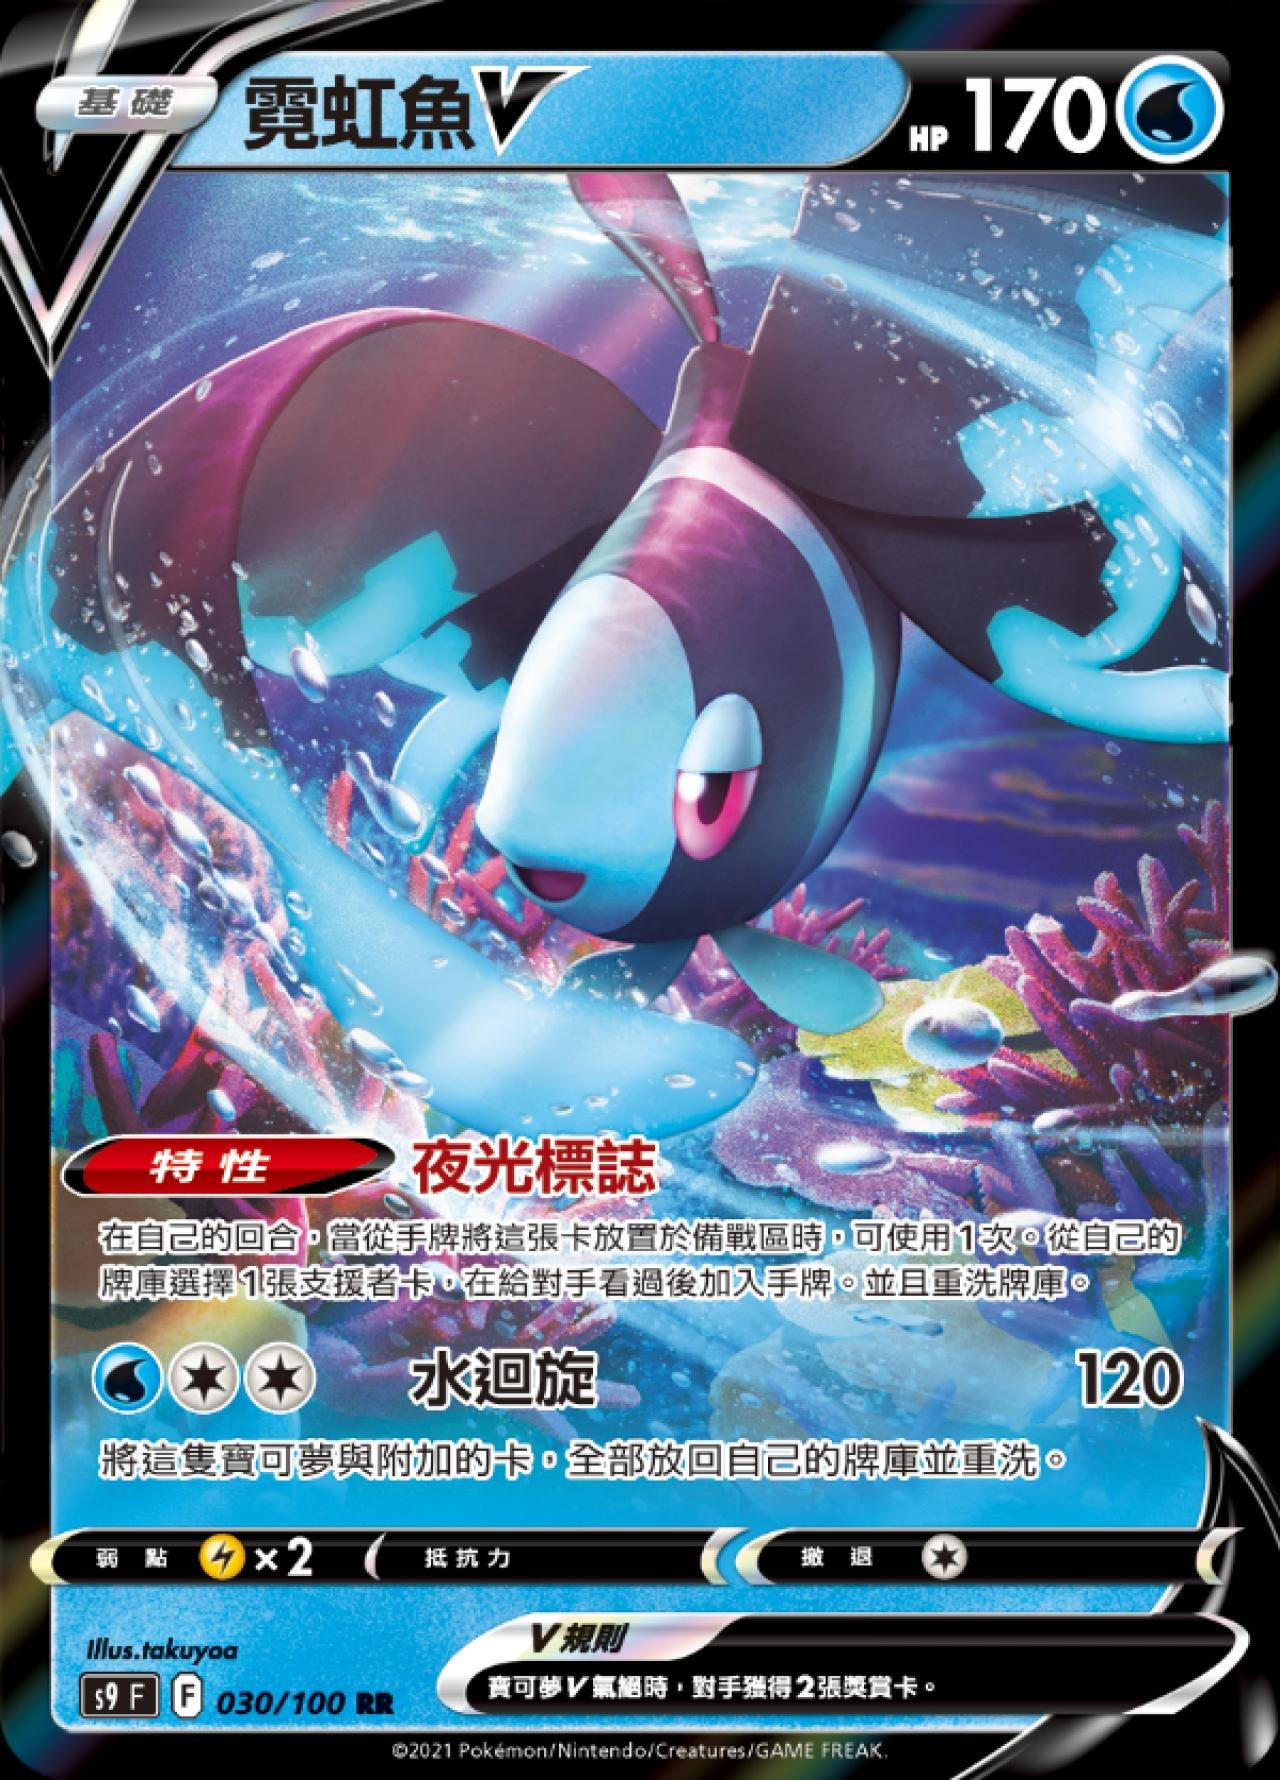 基礎
霓虹魚V
HP 170
特性 夜光標誌
在自己的回合，當從手牌將這張卡放置於備戰區時，可使用1次。從自己的
牌庫選擇1張支援者卡，在給對手看過後加入手牌。並且重洗牌庫。
水迴旋 120
將這隻寶可夢與附加的卡，全部放回自己的牌庫並重洗。
弱點 ×2 抵抗力 撤退
Illus.takuyoa
V規則
寶可夢V氣絕時，對手獲得2張獎賞卡。
s9 F F 030/100 RR
©2021 Pokémon/Nintendo/Creatures/GAME FREAK.